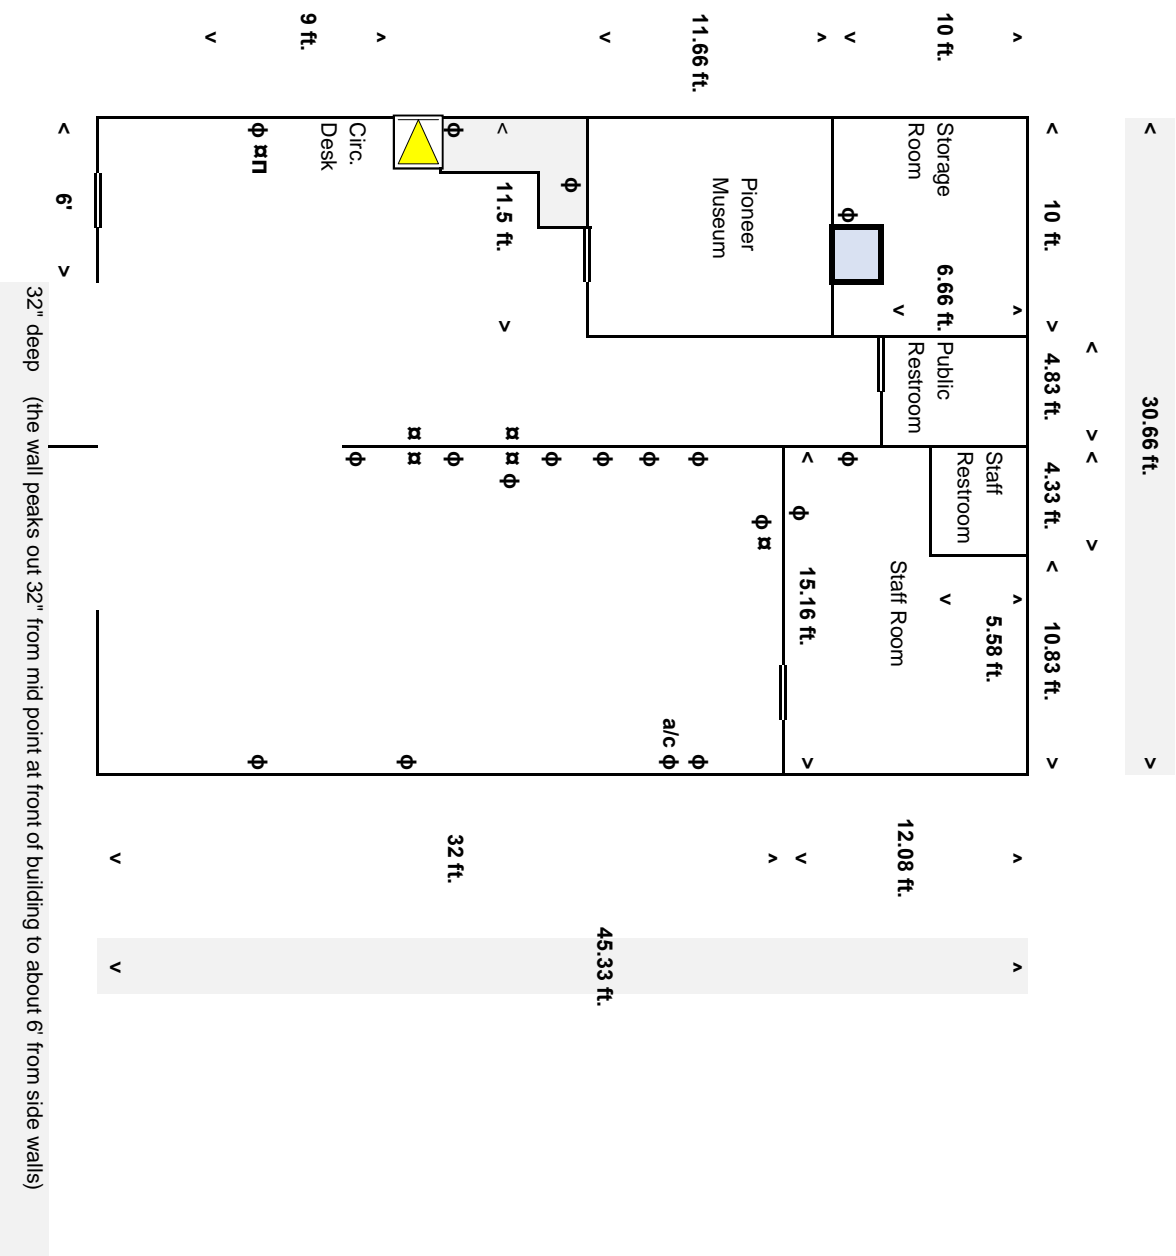 30.66 ft.
10 ft.
4.83 ft.
4.33 ft.
10.83 ft.
10 ft.
Storage
Room
6.66 ft.
Public
Restroom
Staff
Restroom
5.58 ft.
12.08 ft.
Staff Room
15.16 ft.
11.66 ft.
Pioneer
Museum
a/c
45.33 ft.
11.5 ft.
32 ft.
9 ft.
Circ.
Desk
6'
32" deep (the wall peaks out 32" from mid point at front of building to about 6' from side walls)